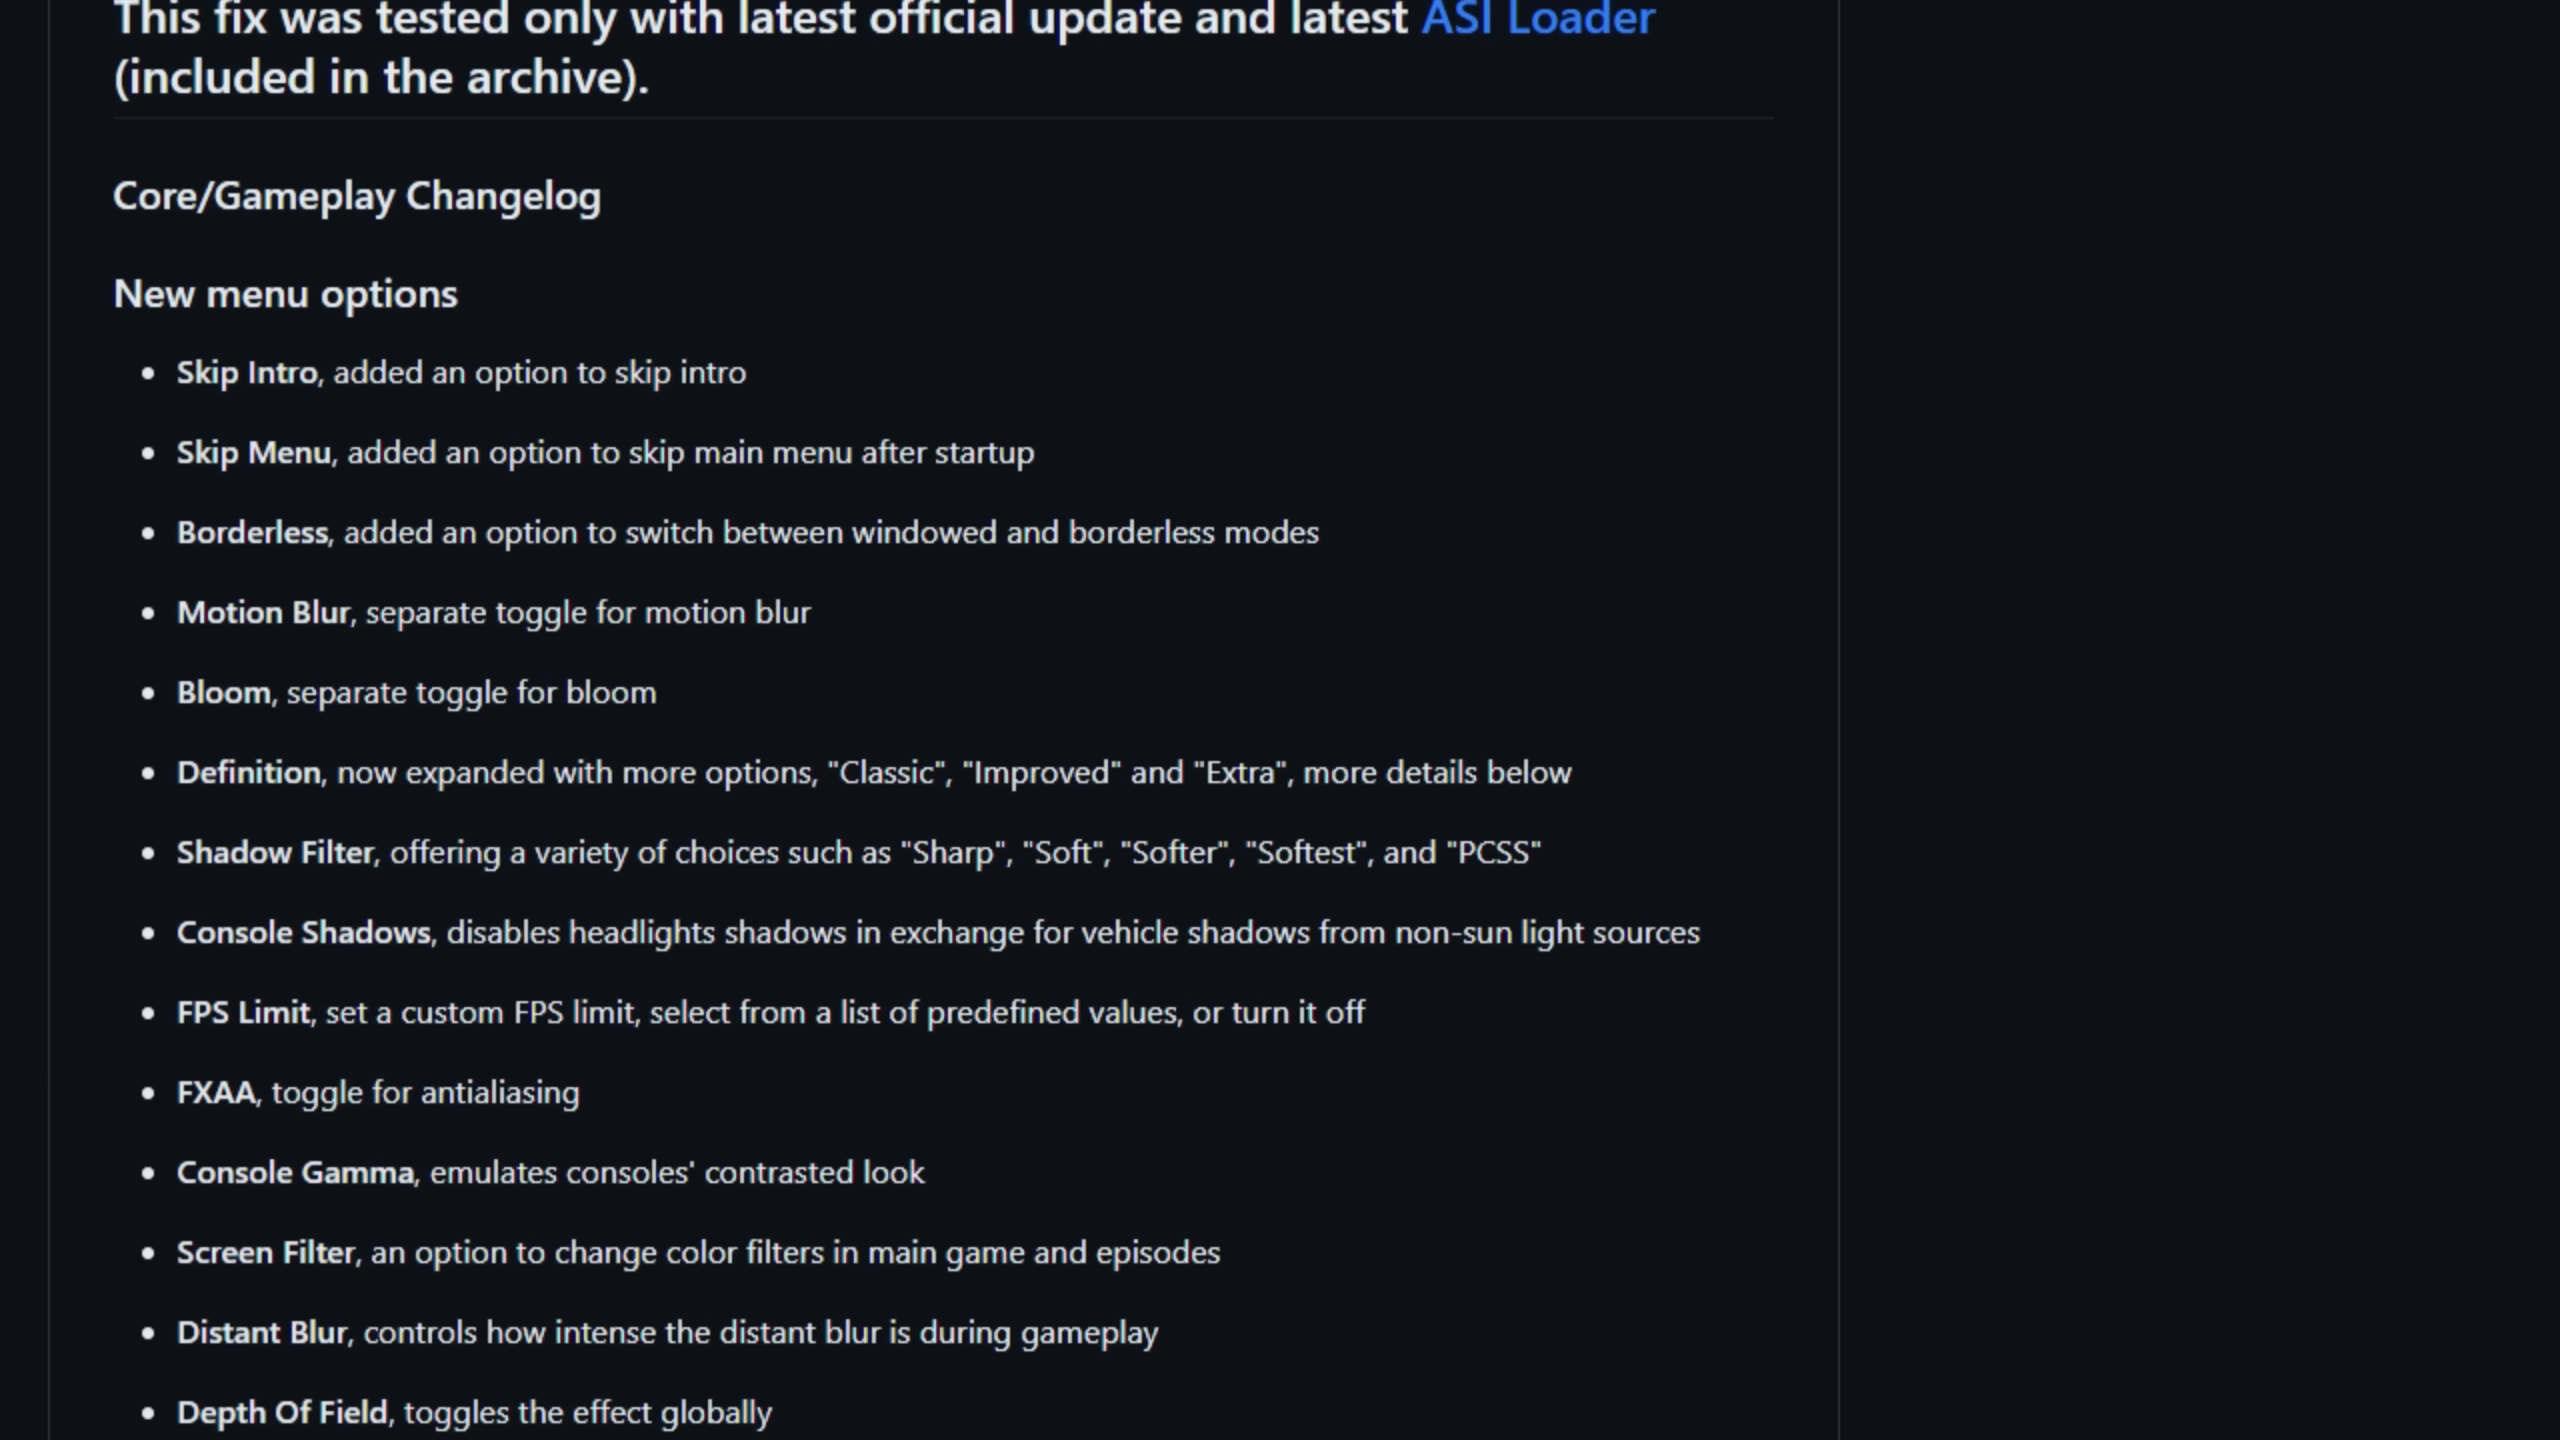 This fix was tested only with latest official update and latest ASI Loader
(included in the archive).
Core/Gameplay Changelog
New menu options
Skip Intro, added an option to skip intro
Skip Menu, added an option to skip main menu after startup
Borderless, added an option to switch between windowed and borderless modes
Motion Blur, separate toggle for motion blur
Bloom, separate toggle for bloom
Definition, now expanded with more options, "Classic", "Improved" and "Extra", more details below
Shadow Filter, offering a variety of choices such as "Sharp", "Soft", "Softer", "Softest", and "PCSS"
Console Shadows, disables headlights shadows in exchange for vehicle shadows from non-sun light sources
FPS Limit, set a custom FPS limit, select from a list of predefined values, or turn it off
FXAA, toggle for antialiasing
Console Gamma, emulates consoles' contrasted look
Screen Filter, an option to change color filters in main game and episodes
Distant Blur, controls how intense the distant blur is during gameplay
Depth Of Field, toggles the effect globally